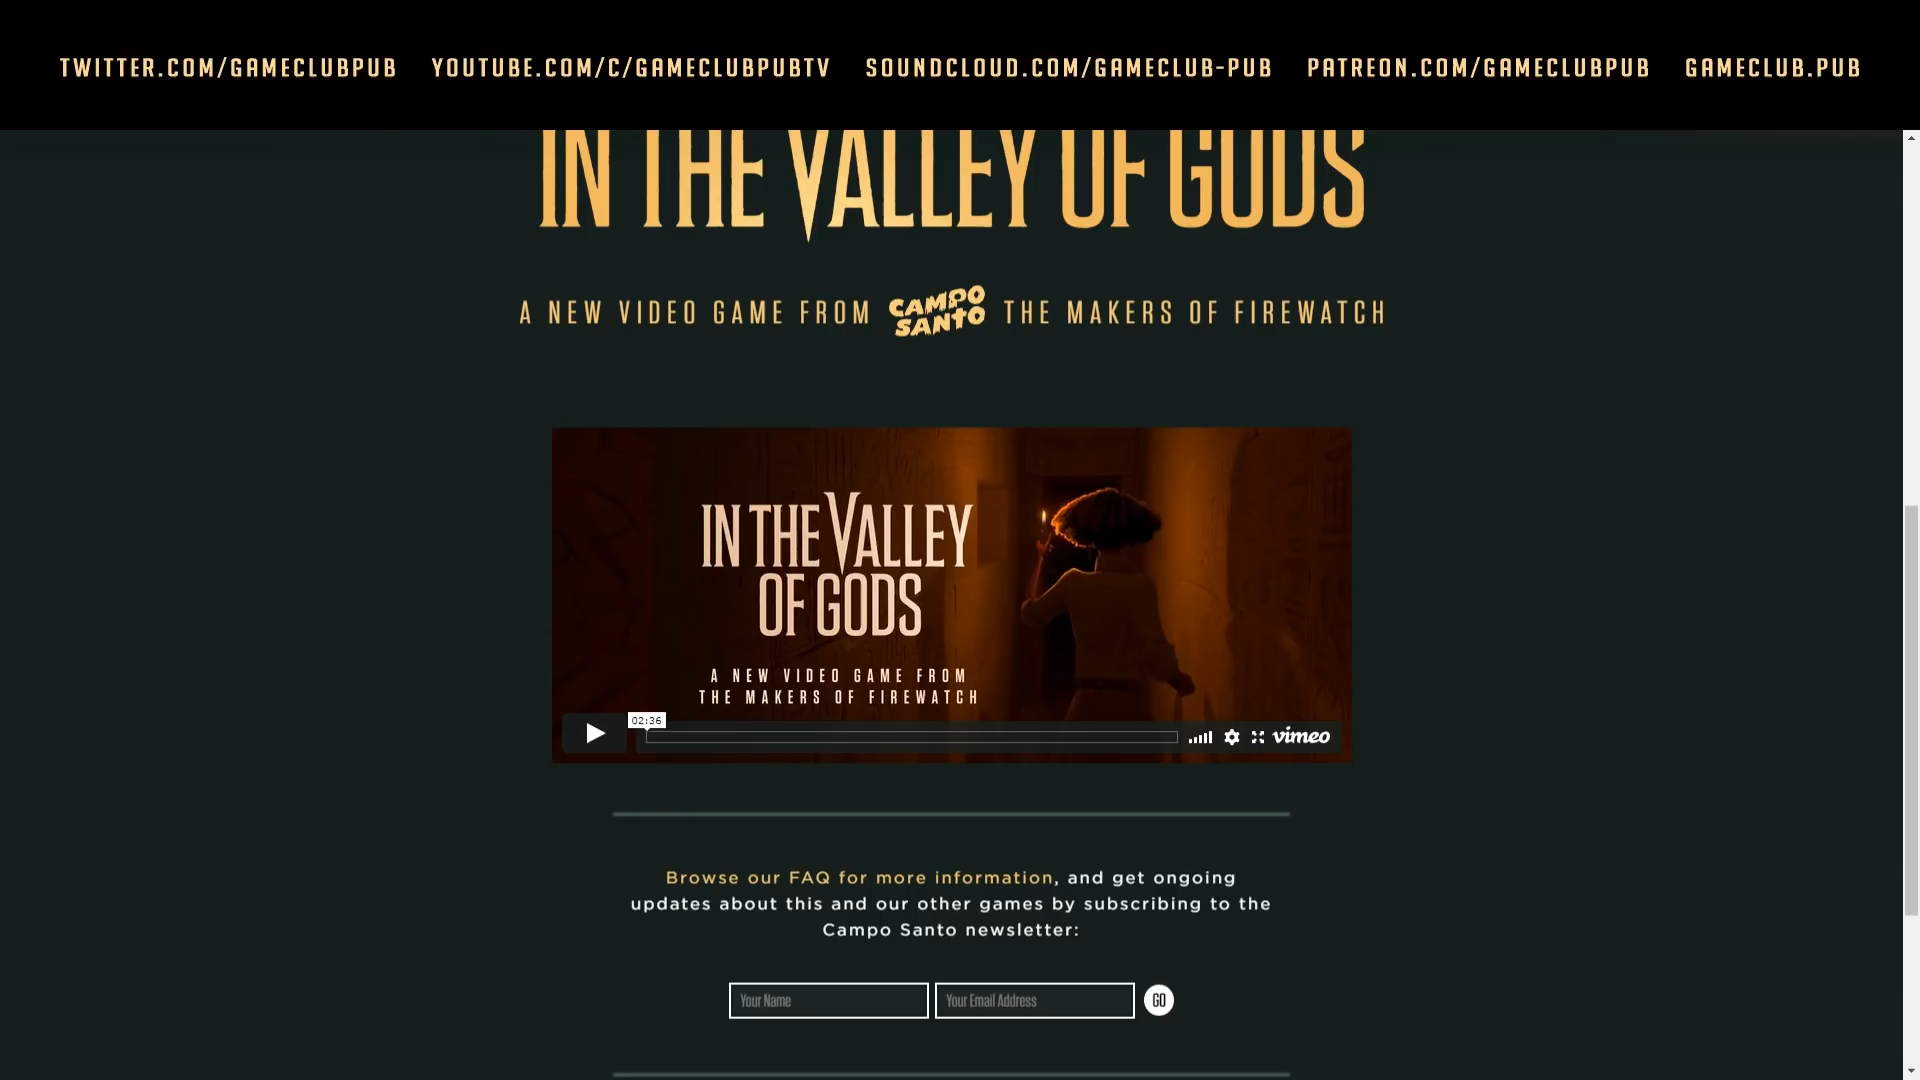 TWITTER.COM/GAMECLUBPUB YOUTUBE.COM/C/GAMECLUBPUBTV SOUNDCLOUD.COM/GAMECLUB-PUB PATREON.COM/GAMECLUBPUB GAMECLUB.PUB
IN THE VALLEY OF GODS
A NEW VIDEO GAME FROM CAMPO SANTO THE MAKERS OF FIREWATCH
IN THE VALLEY
OF GODS
A NEW VIDEO GAME FROM
THE MAKERS OF FIREWATCH
02:36
vimeo
Browse our FAQ for more information, and get ongoing
updates about this and our other games by subscribing to the
Campo Santo newsletter:
Your Name Your Email Address GO